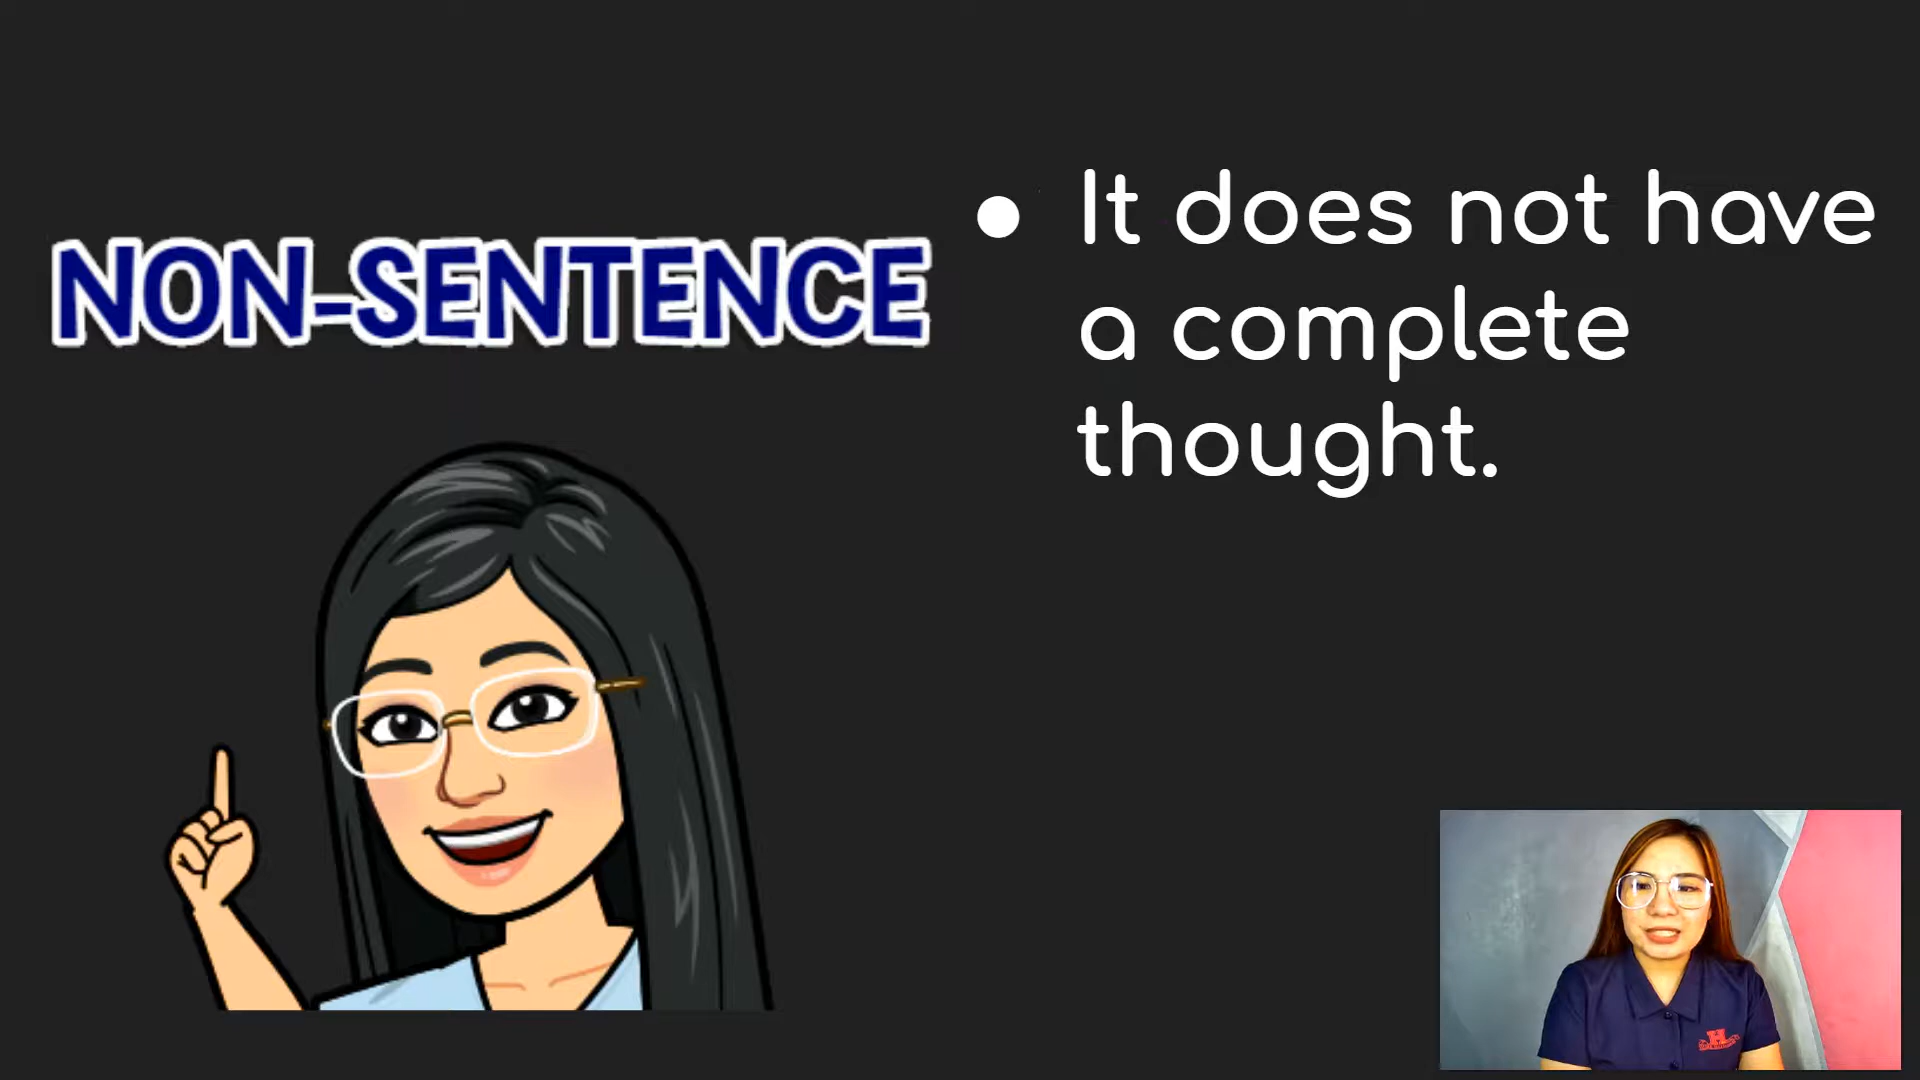 NON-SENTENCE
● It does not have
a complete
thought.
H